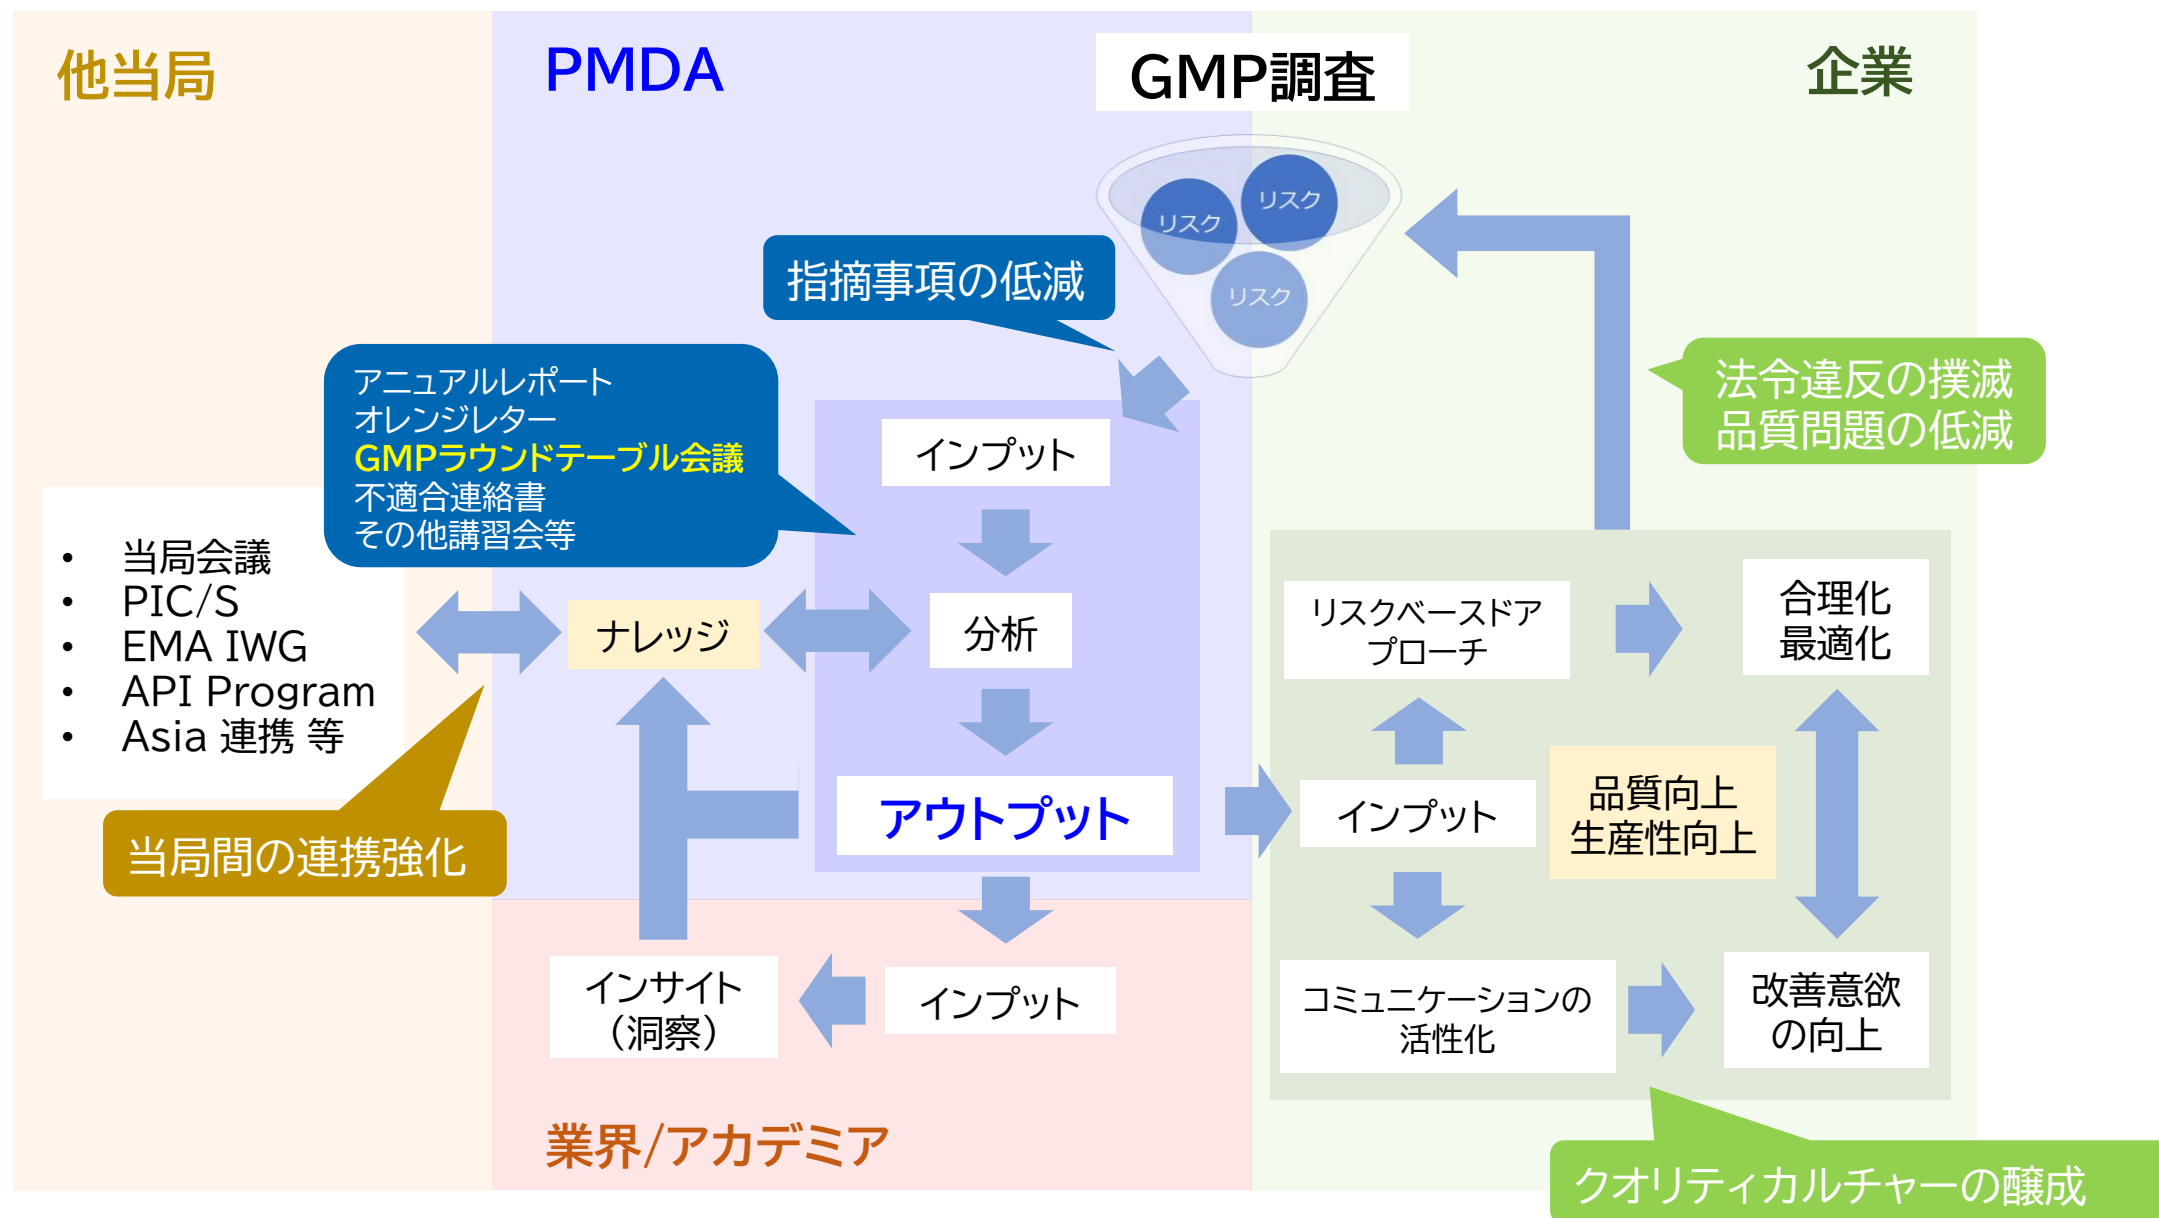 他当局
PMDA
GMP調査
企業
リスク
リスク
リスク
指摘事項の低減
アニュアルレポート
オレンジレター
GMPラウンドテーブル会議
不適合連絡書
その他講習会等
法令違反の撲滅
品質問題の低減
インプット
• 当局会議
• PIC/S
• EMA IWG
• API Program
• Asia 連携 等
ナレッジ
分析
リスクベースドア
プローチ
合理化
最適化
アウトプット
インプット
品質向上
生産性向上
当局間の連携強化
インサイト
（洞察）
インプット
コミュニケーションの
活性化
改善意欲
の向上
業界/アカデミア
クオリティカルチャーの醸成